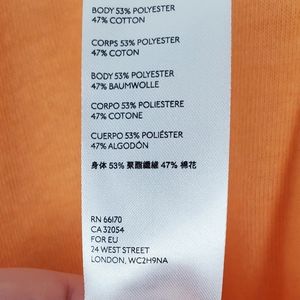 BODY 53% POLYESTER
47% COTTON
CORPS 53% POLYESTER
47% COTON
BODY 53% POLYESTER
47% BAUMWOLLE
CORPO 53% POLIESTERE
47% COTONE
CUERPO 53% POLIÉSTER
47% ALGODÓN
身体 53% 聚酯纖維 47% 棉花
RN 66170
CA 32054
FOR EU
24 WEST STREET
LONDON, WC2H9NA